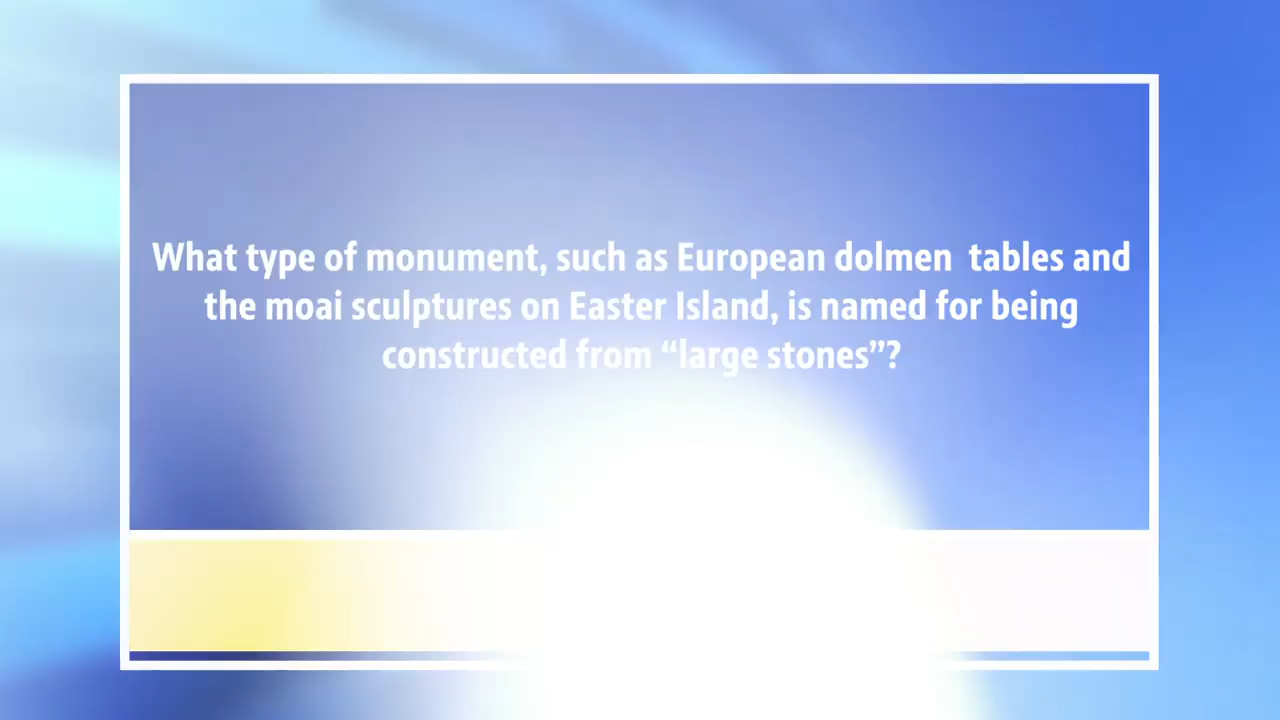 What type of monument, such as European dolmen  tables and
the moai sculptures on Easter Island, is named for being
constructed from “large stones”?